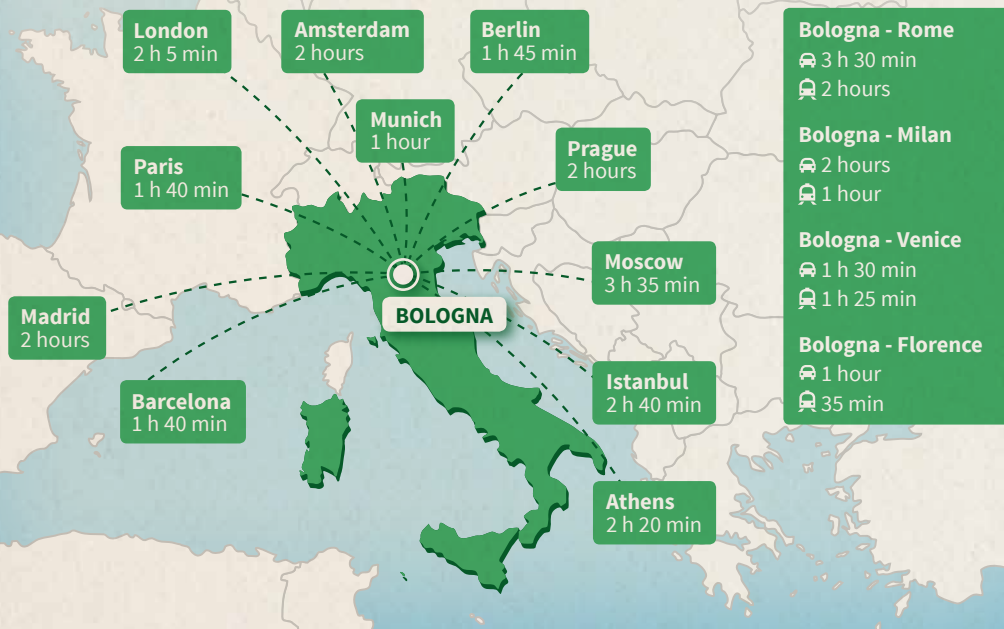 London
2 h 5 min
Amsterdam
2 hours
Berlin
1 h 45 min
Munich
1 hour
Prague
2 hours
Paris
1 h 40 min
Moscow
3 h 35 min
Madrid
2 hours
BOLOGNA
Istanbul
2 h 40 min
Barcelona
1 h 40 min
Athens
2 h 20 min
Bologna - Rome
3 h 30 min
2 hours
Bologna - Milan
2 hours
1 hour
Bologna - Venice
1 h 30 min
1 h 25 min
Bologna - Florence
1 hour
35 min